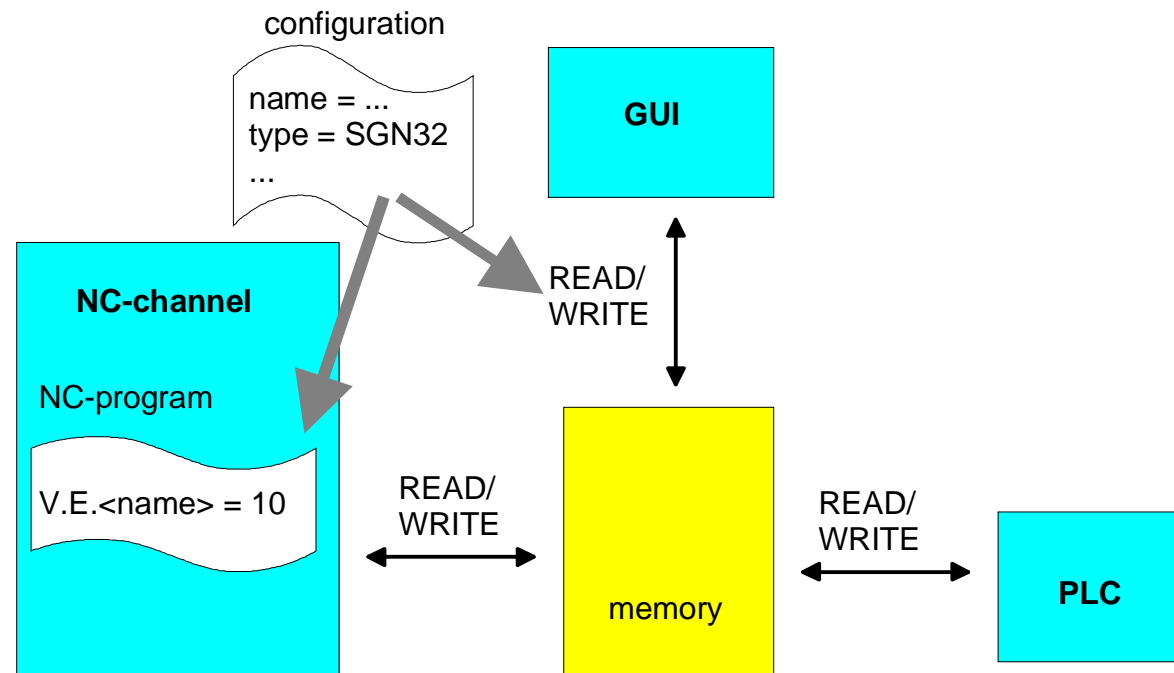 configuration
name = ...
type = SGN32
...
GUI
NC-channel
READ/
WRITE
NC-program
V.E.<name> = 10
READ/
WRITE
READ/
WRITE
memory
PLC